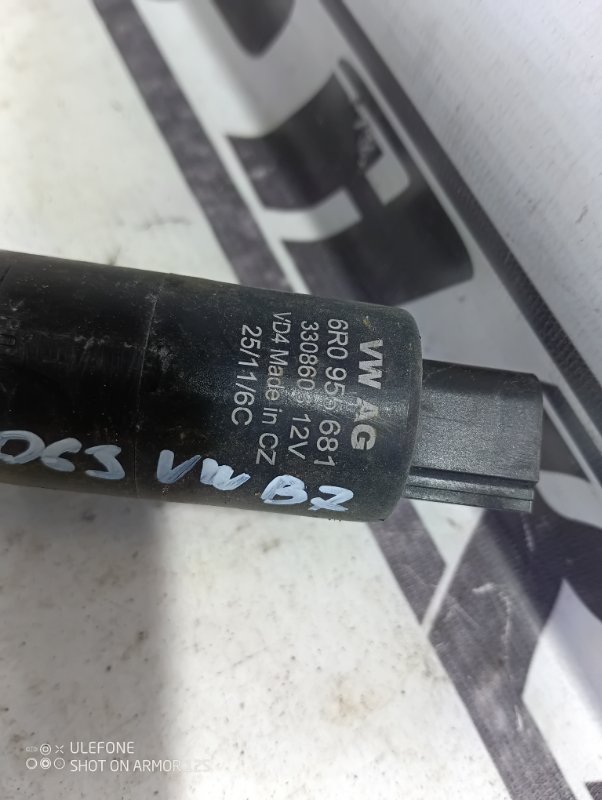 VW AG
6R0 955 681
330860 12V
VD4 Made in CZ
25/11/6C
063 VW B7
ULEFONE
SHOT ON ARMOR